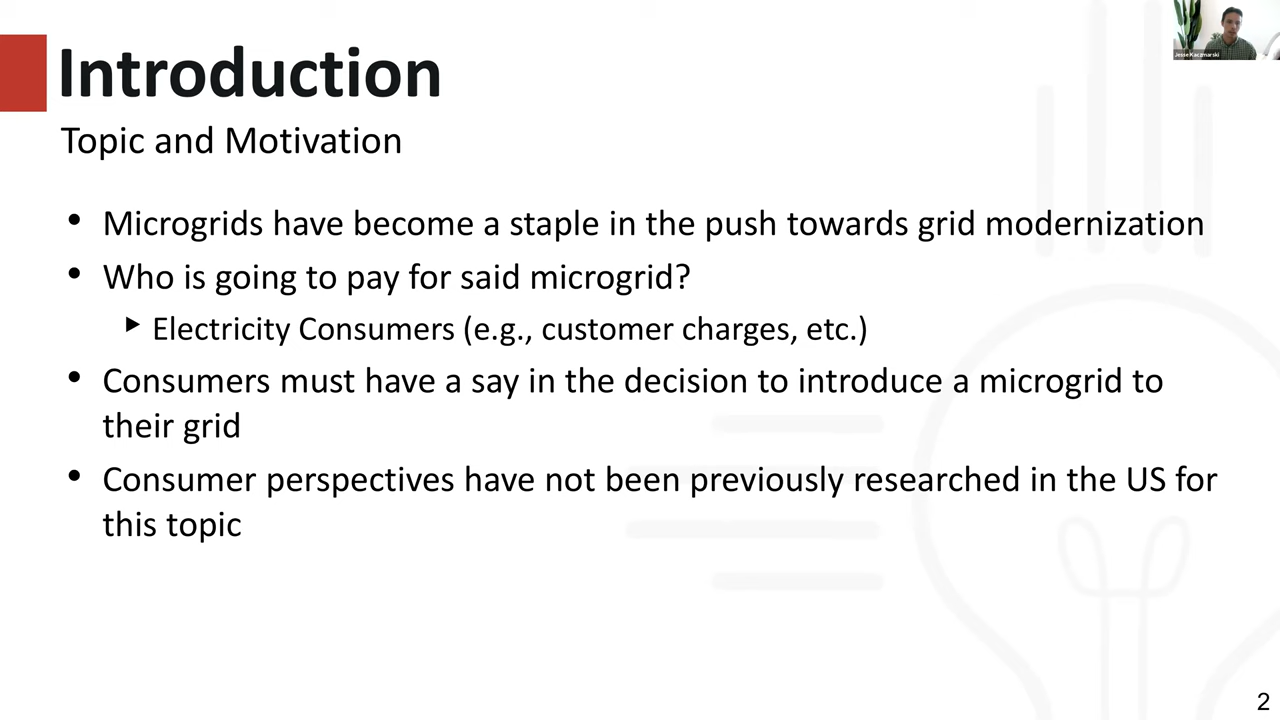 Introduction
Topic and Motivation
• Microgrids have become a staple in the push towards grid modernization
• Who is going to pay for said microgrid?
▶ Electricity Consumers (e.g., customer charges, etc.)
• Consumers must have a say in the decision to introduce a microgrid to
their grid
• Consumer perspectives have not been previously researched in the US for
this topic
Jesse Kaczmarski
2